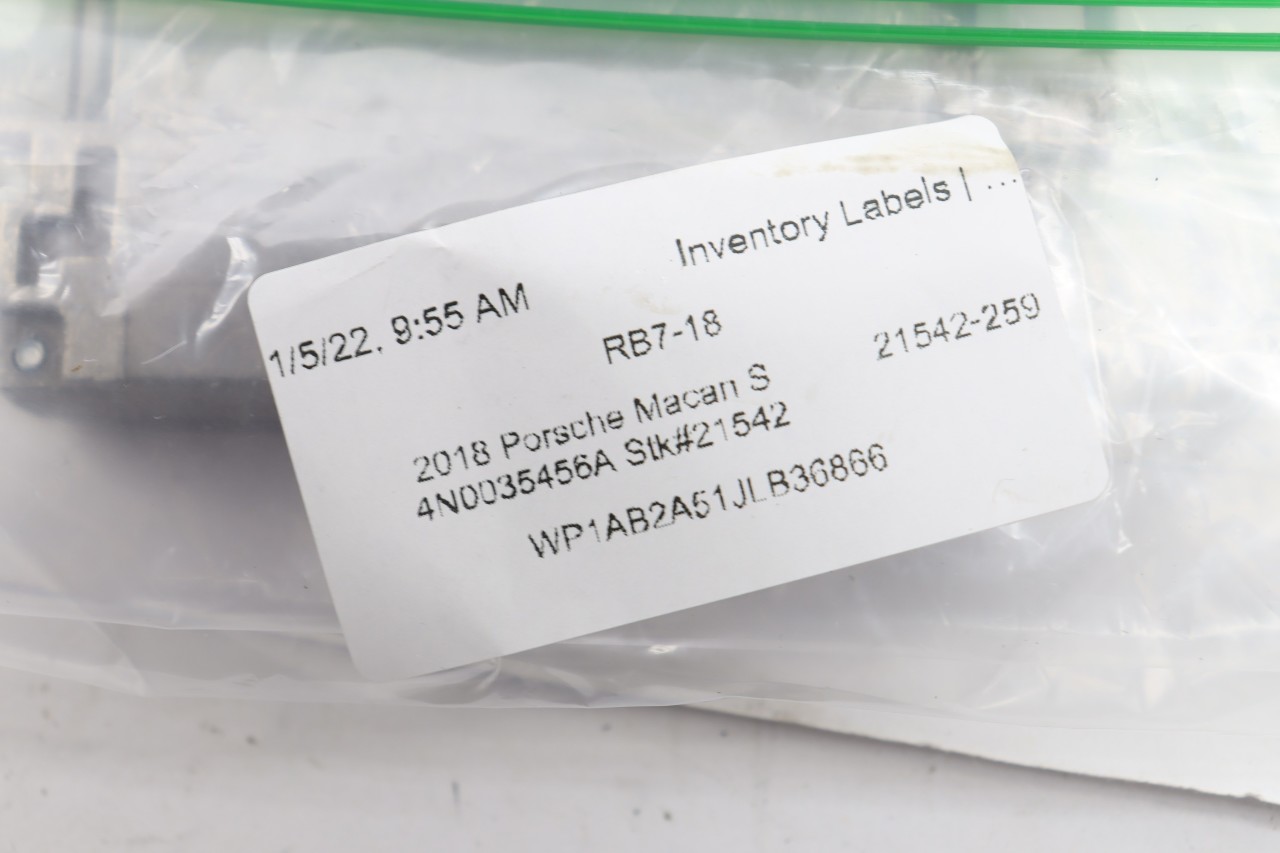 Inventory Labels | ...
1/5/22, 9:55 AM
RB7-18
21542-259
2018 Porsche Macan S
4N0035456A Stk#21542
WP1AB2A51JLB36866